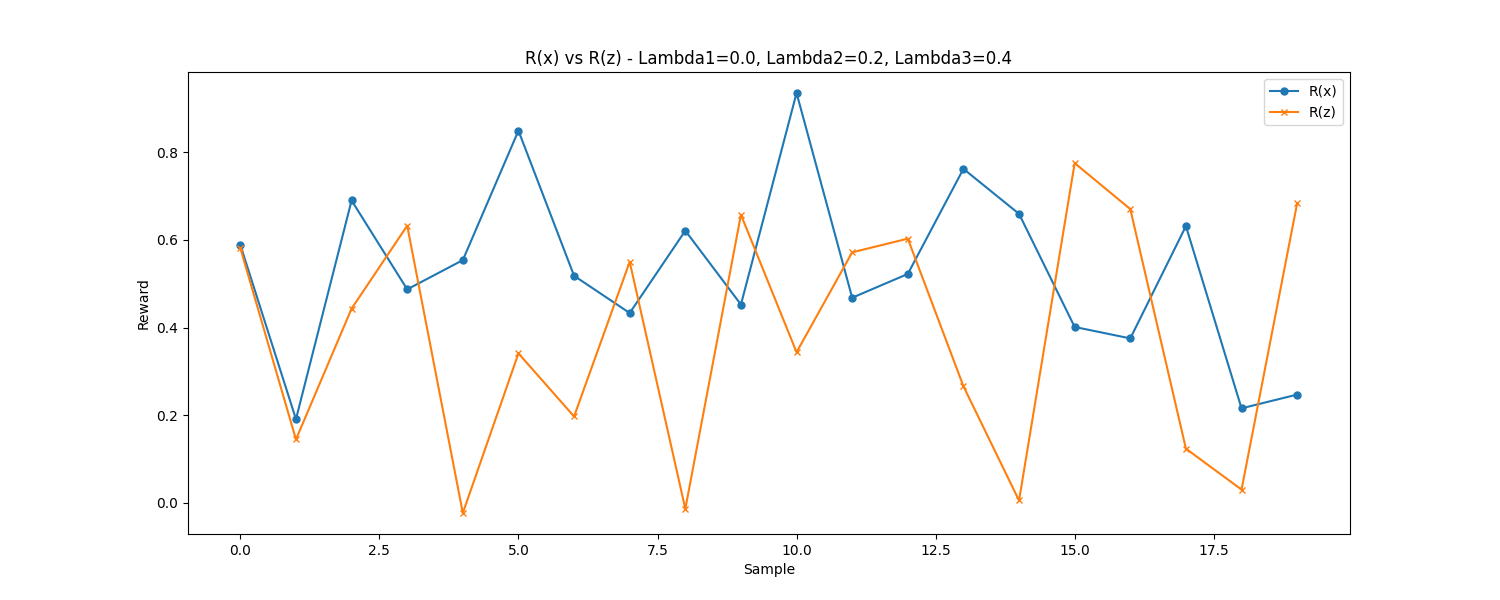 R(x) vs R(z) - Lambda1=0.0, Lambda2=0.2, Lambda3=0.4
R(x)
R(z)
Reward
0.8
0.6
0.4
0.2
0.0
0.0 2.5 5.0 7.5 10.0 12.5 15.0 17.5
Sample